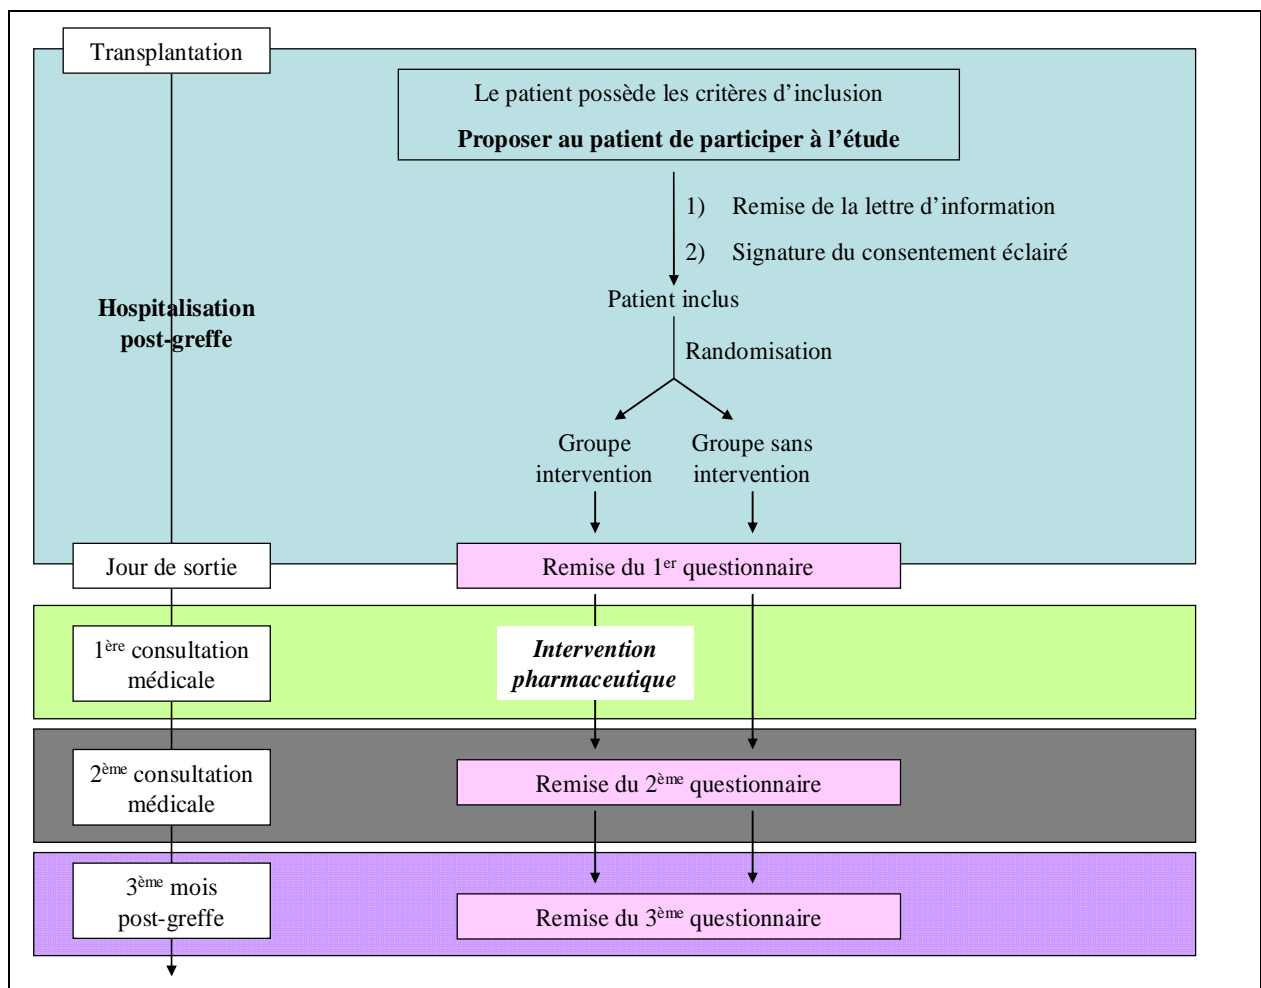 Transplantation
Le patient possède les critères d’inclusion
Proposer au patient de participer à l’étude
1) Remise de la lettre d’information
2) Signature du consentement éclairé
Patient inclus
Hospitalisation
post-greffe
Randomisation
Groupe
intervention
Groupe sans
intervention
Jour de sortie
Remise du 1er questionnaire
1ère consultation
médicale
Intervention
pharmaceutique
2ème consultation
médicale
Remise du 2ème questionnaire
3ème mois
post-greffe
Remise du 3ème questionnaire